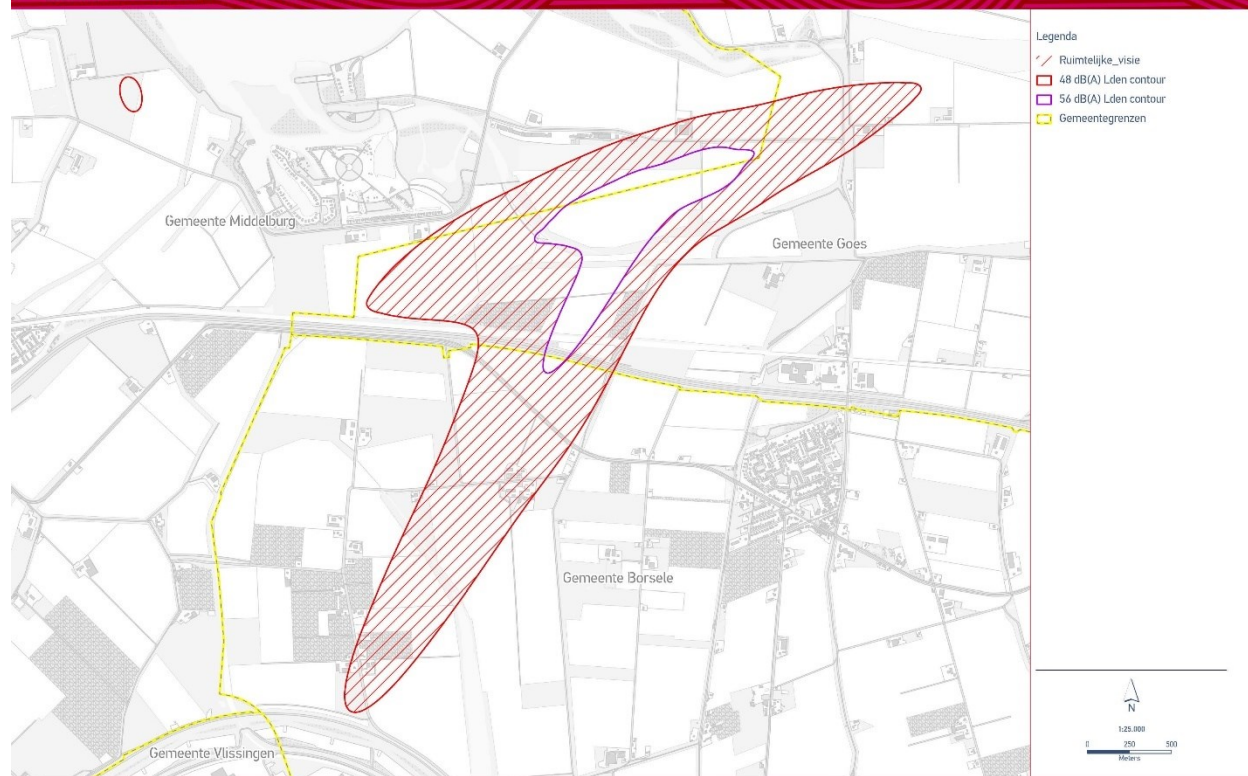 Legenda
Ruimtelijke_visie
48 dB(A) Lden contour
56 dB(A) Lden contour
Gemeentegrenzen
Gemeente Middelburg
Gemeente Goes
Gemeente Borsele
Gemeente Vlissingen
N
1:25.000
0 250 500
Meters